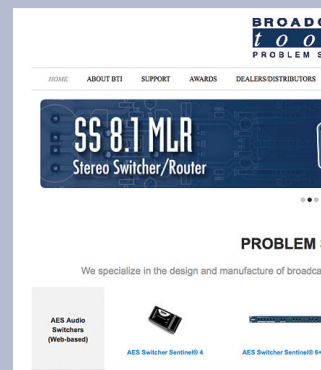 BROADC
tools
PROBLEM S
HOME ABOUT BTI SUPPORT AWARDS DEALERS/DISTRIBUTORS
SS 8.1 MLR
Stereo Switcher/Router
PROBLEM
We specialize in the design and manufacture of broadca
AES Audio
Switchers
(Web-based)
AES Switcher Sentinel® 4 AES Switcher Sentinel® 6+